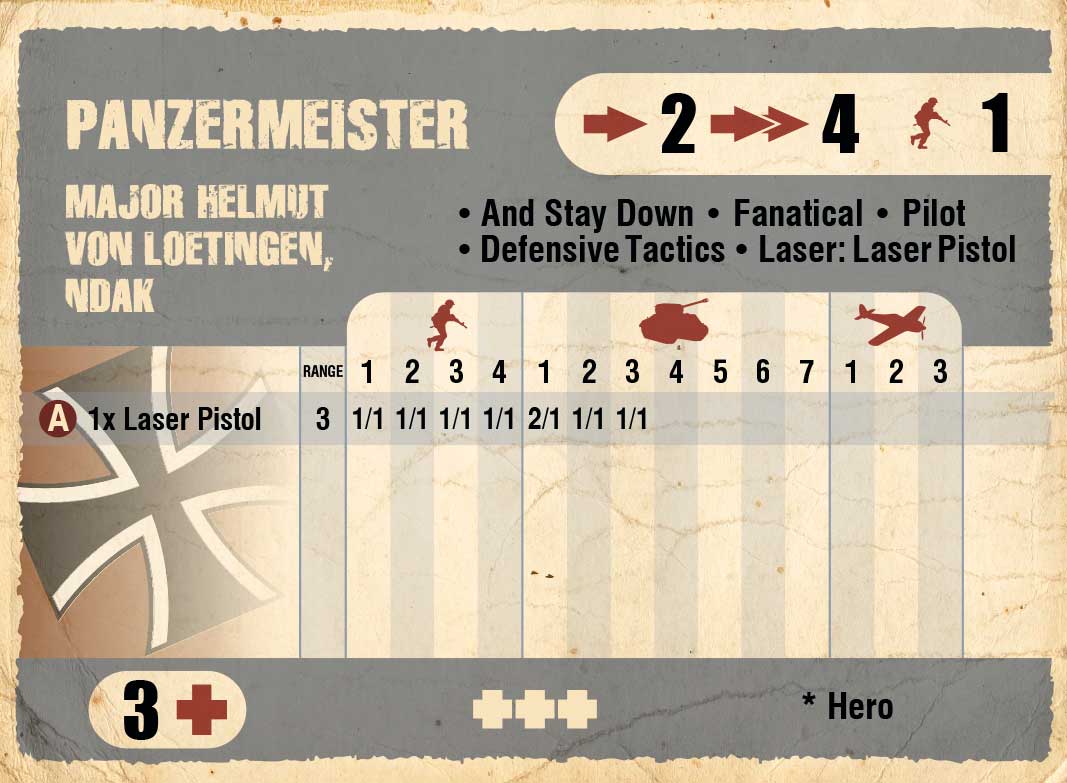 PANZERMEISTER
2 4 1
MAJOR HELMUT
VON LOETINGEN,
NDAK
• And Stay Down • Fanatical • Pilot
• Defensive Tactics • Laser: Laser Pistol
RANGE 1 2 3 4 1 2 3 4 5 6 7 1 2 3
A 1x Laser Pistol 3 1/1 1/1 1/1 1/1 2/1 1/1 1/1
3
* Hero